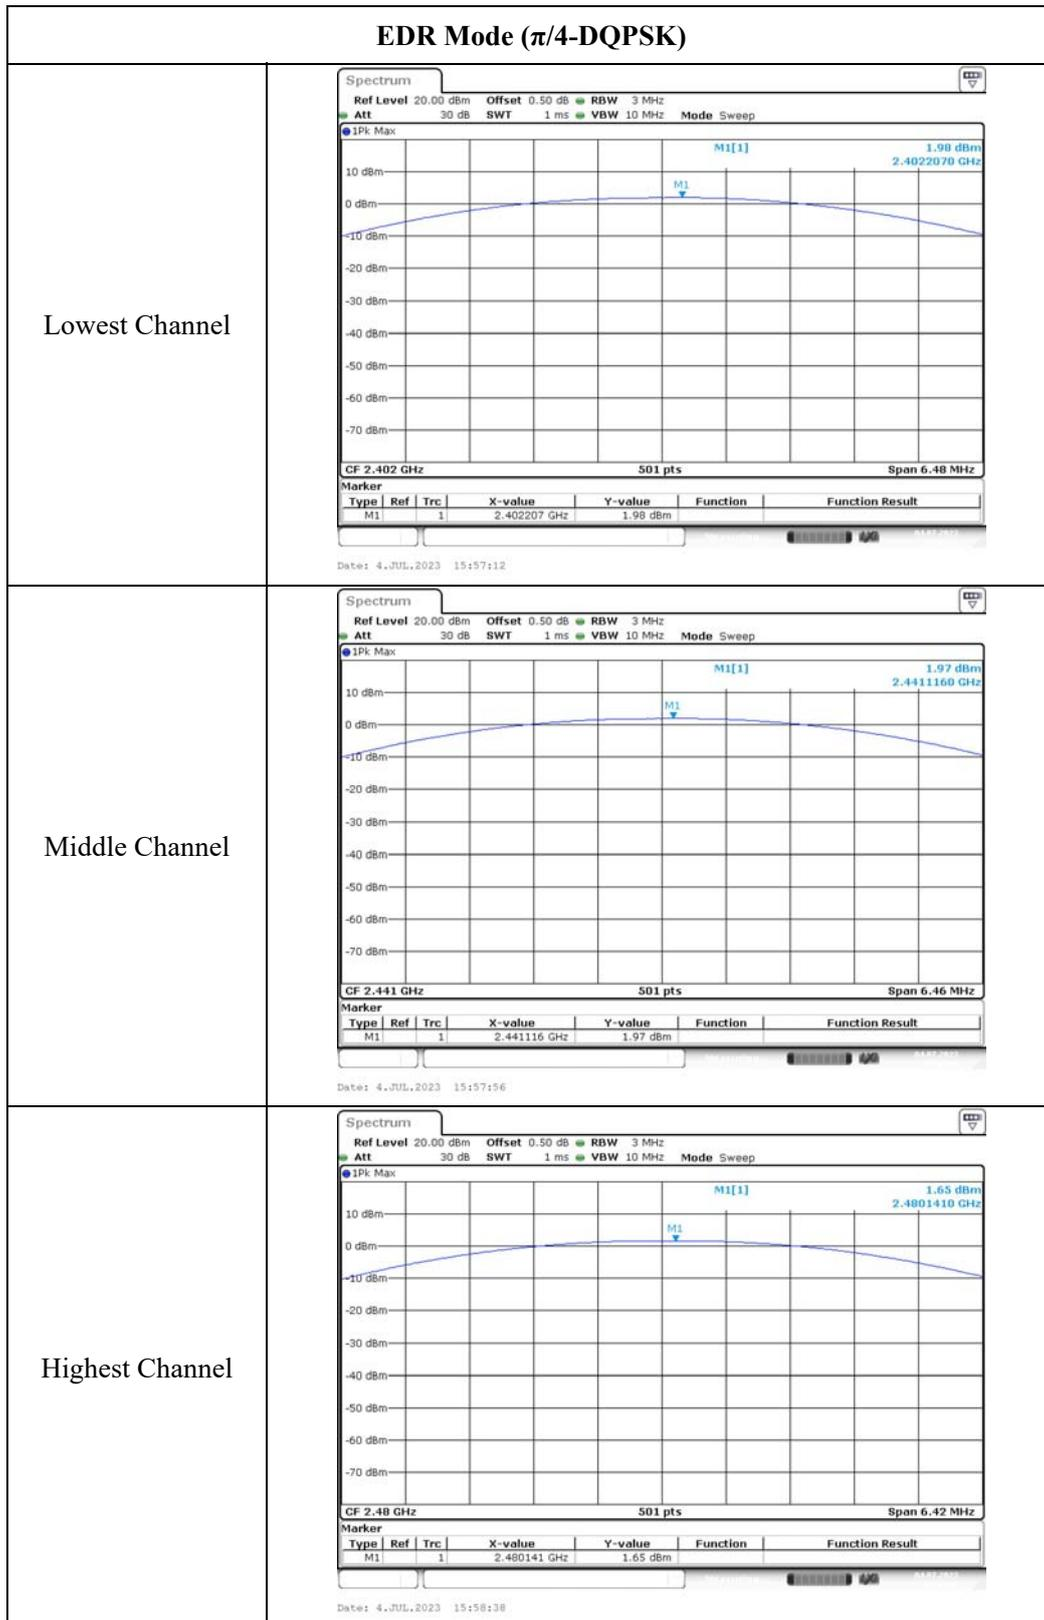 EDR Mode (π/4-DQPSK)
Lowest Channel
Spectrum
Ref Level 20.00 dBm Offset 0.50 dB RBW 3 MHz
Att 30 dB SWT 1 ms VBW 10 MHz Mode Sweep
1Pk Max
M1[1] 1.98 dBm
2.4022070 GHz
10 dBm
M1
0 dBm
-10 dBm
-20 dBm
-30 dBm
-40 dBm
-50 dBm
-60 dBm
-70 dBm
CF 2.402 GHz 501 pts Span 6.48 MHz
Marker
Type Ref Trc X-value Y-value Function Function Result
M1 1 2.402207 GHz 1.98 dBm
Date: 4.JUL.2023 15:57:12
Middle Channel
Spectrum
Ref Level 20.00 dBm Offset 0.50 dB RBW 3 MHz
Att 30 dB SWT 1 ms VBW 10 MHz Mode Sweep
1Pk Max
M1[1] 1.97 dBm
2.4411160 GHz
10 dBm
M1
0 dBm
-10 dBm
-20 dBm
-30 dBm
-40 dBm
-50 dBm
-60 dBm
-70 dBm
CF 2.441 GHz 501 pts Span 6.46 MHz
Marker
Type Ref Trc X-value Y-value Function Function Result
M1 1 2.441116 GHz 1.97 dBm
Date: 4.JUL.2023 15:57:56
Highest Channel
Spectrum
Ref Level 20.00 dBm Offset 0.50 dB RBW 3 MHz
Att 30 dB SWT 1 ms VBW 10 MHz Mode Sweep
1Pk Max
M1[1] 1.65 dBm
2.4801410 GHz
10 dBm
M1
0 dBm
-10 dBm
-20 dBm
-30 dBm
-40 dBm
-50 dBm
-60 dBm
-70 dBm
CF 2.48 GHz 501 pts Span 6.42 MHz
Marker
Type Ref Trc X-value Y-value Function Function Result
M1 1 2.480141 GHz 1.65 dBm
Date: 4.JUL.2023 15:58:38